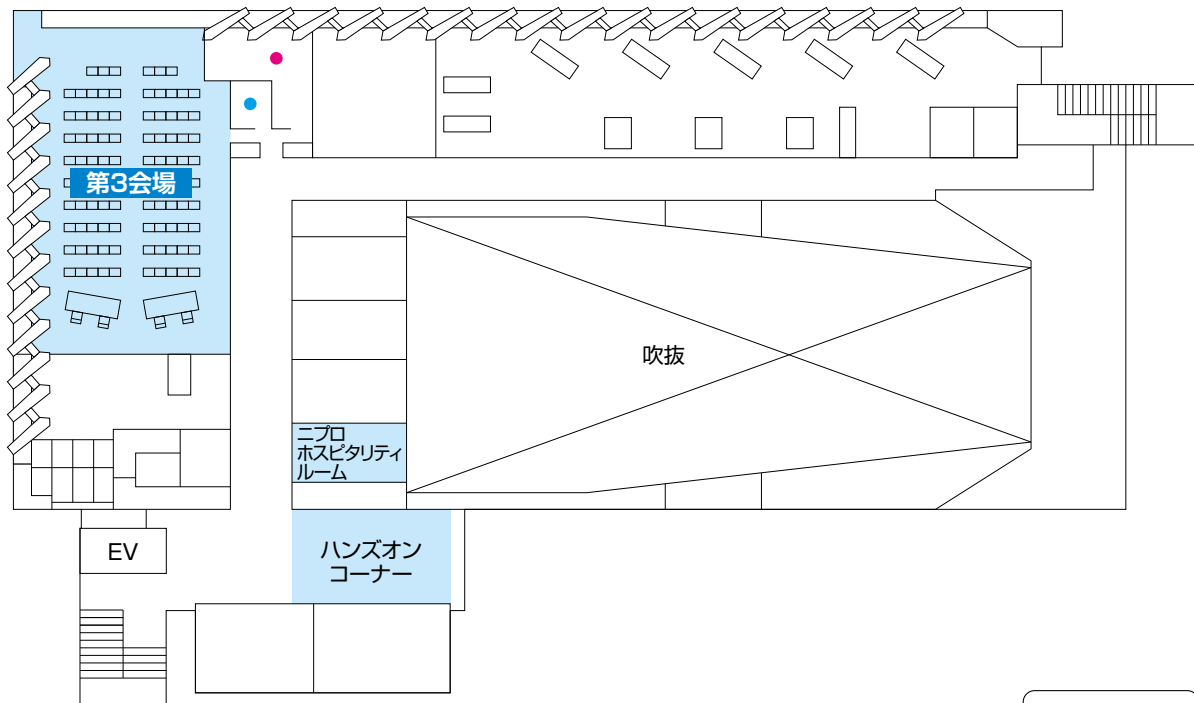 第3会場
吹抜
ニプロ
ホスピタリティ
ルーム
ハンズオン
コーナー
EV